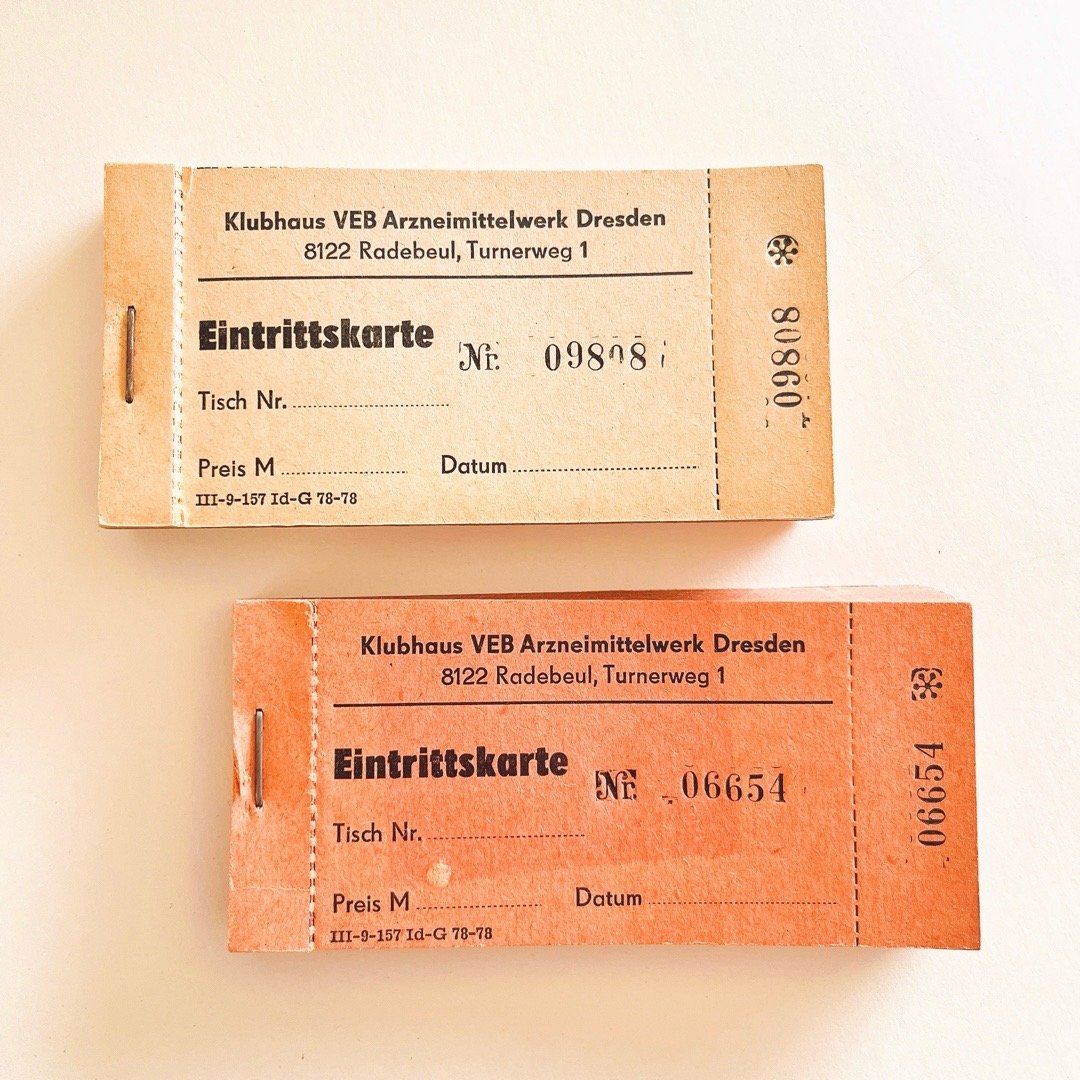 Klubhaus VEB Arzneimittelwerk Dresden
8122 Radebeul, Turnerweg 1
Eintrittskarte Nr. 09808
Tisch Nr.
Preis M Datum
III-9-157 Id-G 78-78
09808
Klubhaus VEB Arzneimittelwerk Dresden
8122 Radebeul, Turnerweg 1
Eintrittskarte Nr. 06654
Tisch Nr.
Preis M Datum
III-9-157 Id-G 78-78
06654